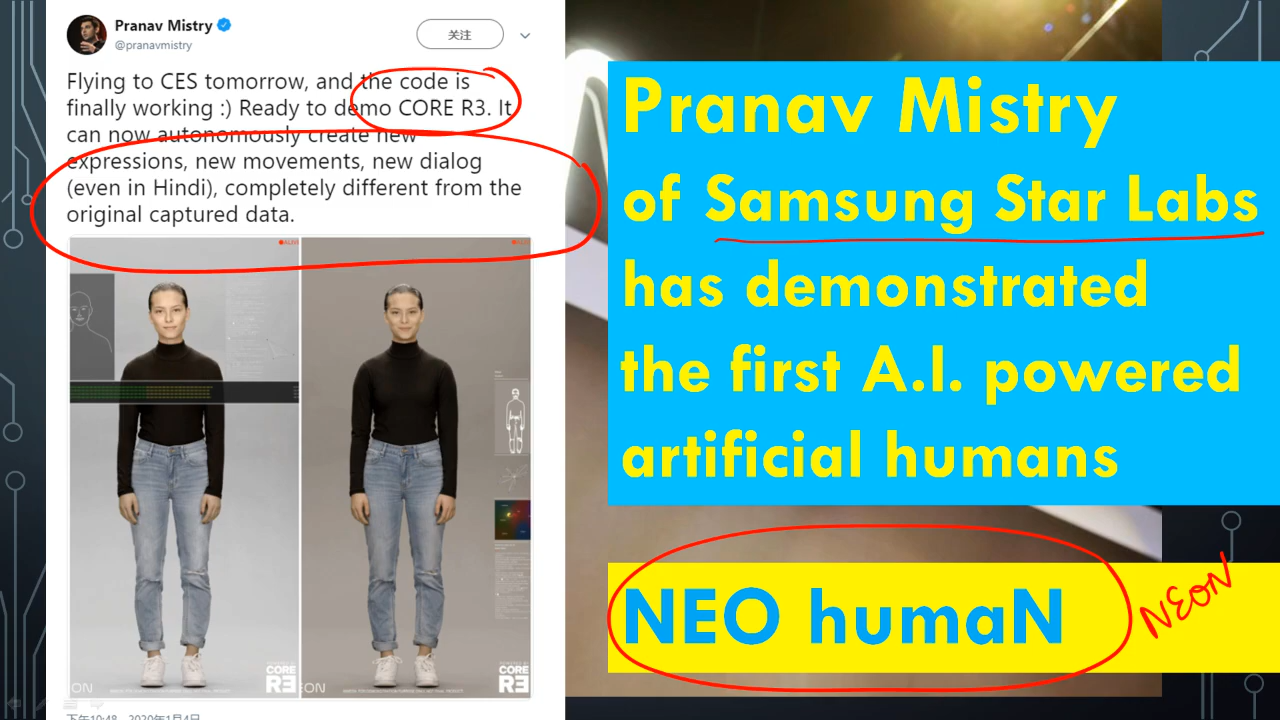 Pranav Mistry
@pranavmistry
关注
Flying to CES tomorrow, and the code is
finally working :) Ready to demo CORE R3. It
can now autonomously create new
expressions, new movements, new dialog
(even in Hindi), completely different from the
original captured data.
ALIVE
CORE
R3
EON
CORE
R3
下午10:48 2020年1月4日
Pranav Mistry
of Samsung Star Labs
has demonstrated
the first A.I. powered
artificial humans
NEO humaN
NEON